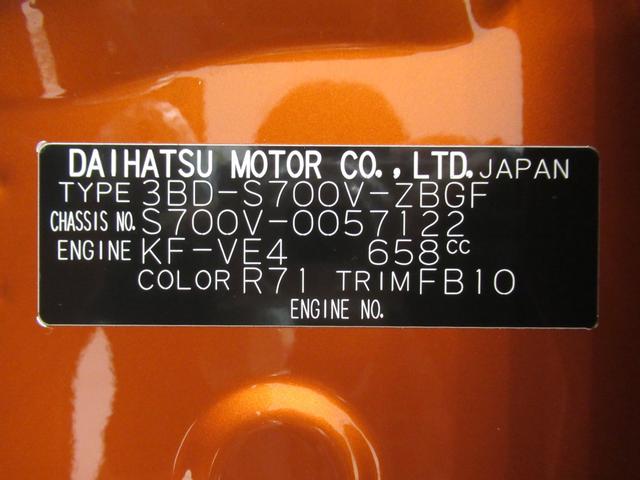 DAIHATSU MOTOR CO.,LTD. JAPAN
TYPE 3BD-S700V-ZBGF
CHASSIS NO. S700V-0057122
ENGINE KF-VE4 658CC
COLOR R71 TRIM FB10
ENGINE NO.